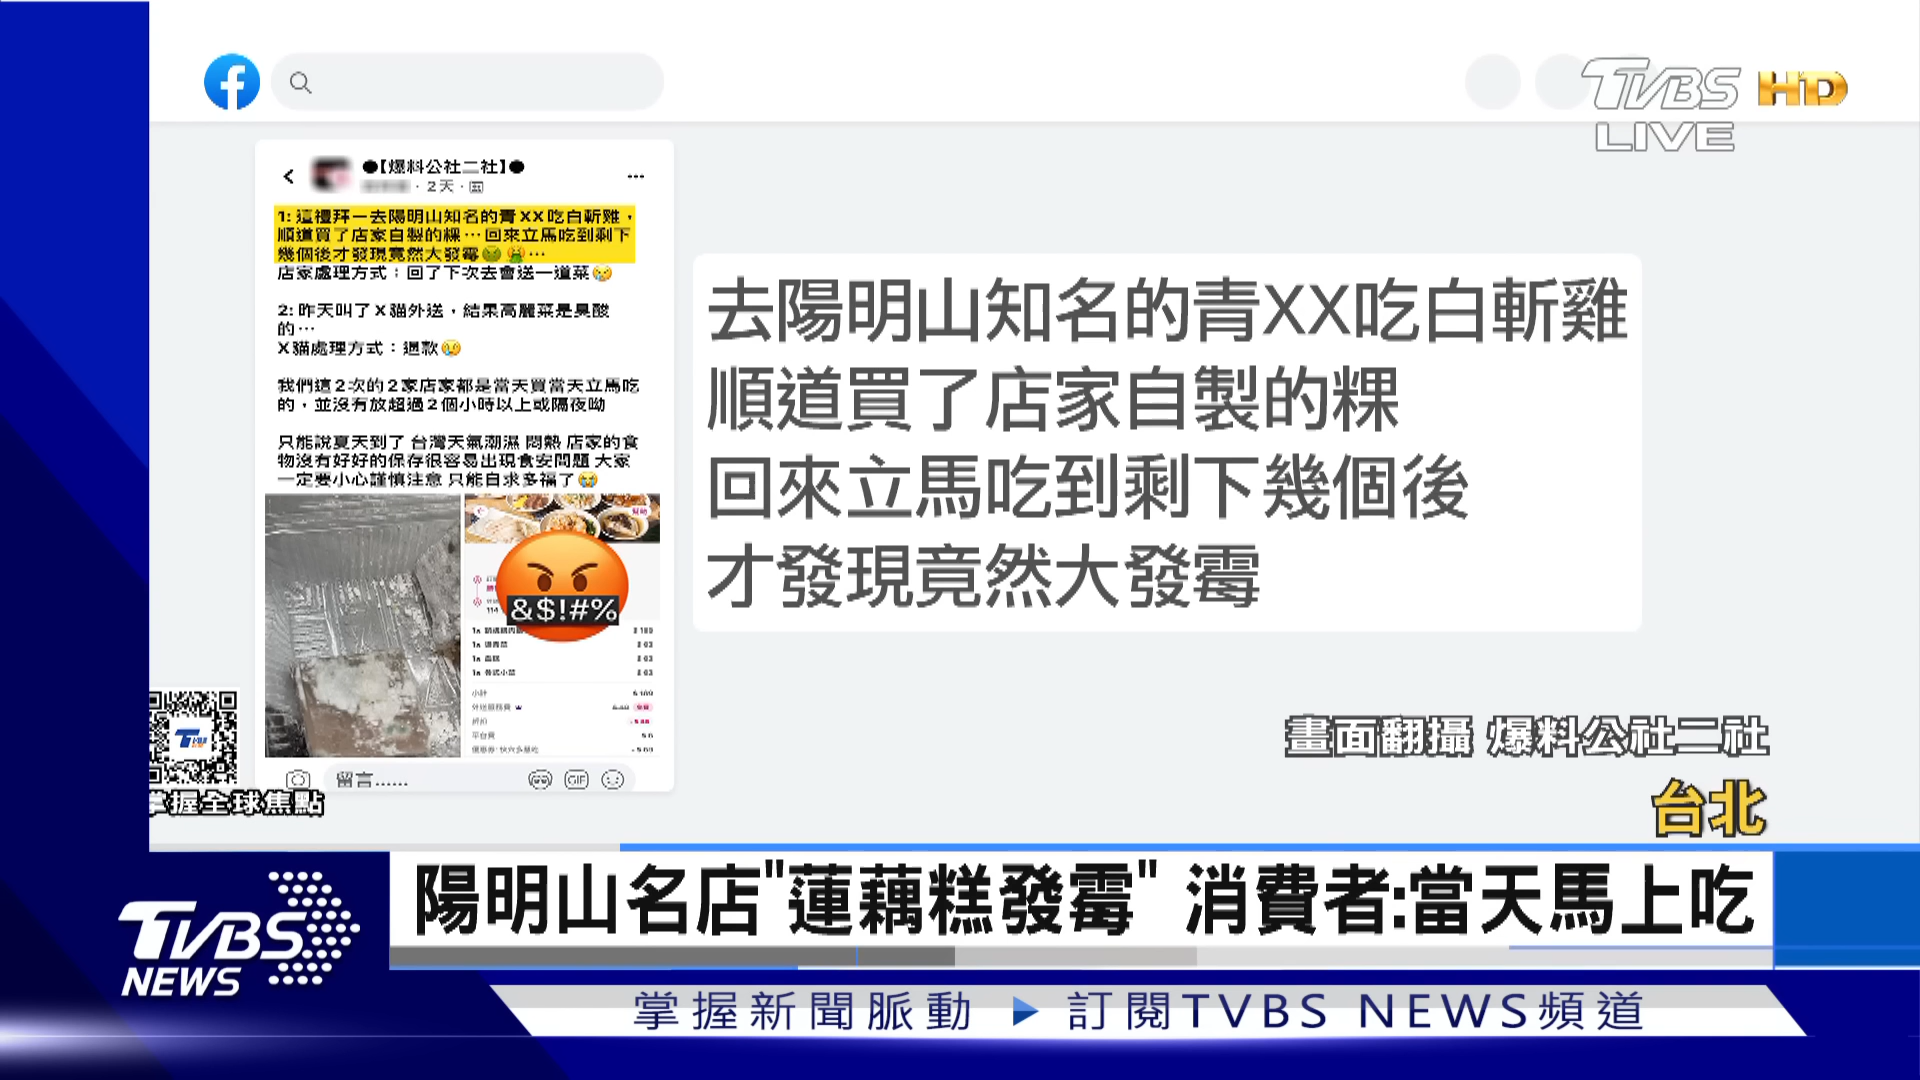 TVBS HD
LIVE
●【爆料公社二社】●
2天
1: 這禮拜一去陽明山知名的青XX吃白斬雞，
順道買了店家自製的粿…回來立馬吃到剩下
幾個後才發現竟然大發霉🤢🤮…
店家處理方式：回了下次去會送一道菜😢
2: 昨天叫了X貓外送，結果高麗菜是臭酸
的…
X貓處理方式：退款😢
我們這2次的2家店家都是當天買當天立馬吃
的，並沒有放超過2個小時以上或隔夜呦
只能說夏天到了 台灣天氣潮濕 悶熱 店家的食
物沒有好好的保存很容易出現食安問題 大家
一定要小心謹慎注意 只能自求多福了😭
&$!#%
小計
外送服務費
折扣
平台費
留言......
GIF
去陽明山知名的青XX吃白斬雞
順道買了店家自製的粿
回來立馬吃到剩下幾個後
才發現竟然大發霉
TVBS
掌握全球焦點
畫面翻攝 爆料公社二社
台北
陽明山名店"蓮藕糕發霉" 消費者:當天馬上吃
TVBS
NEWS
掌握新聞脈動 ▶ 訂閱TVBS NEWS頻道